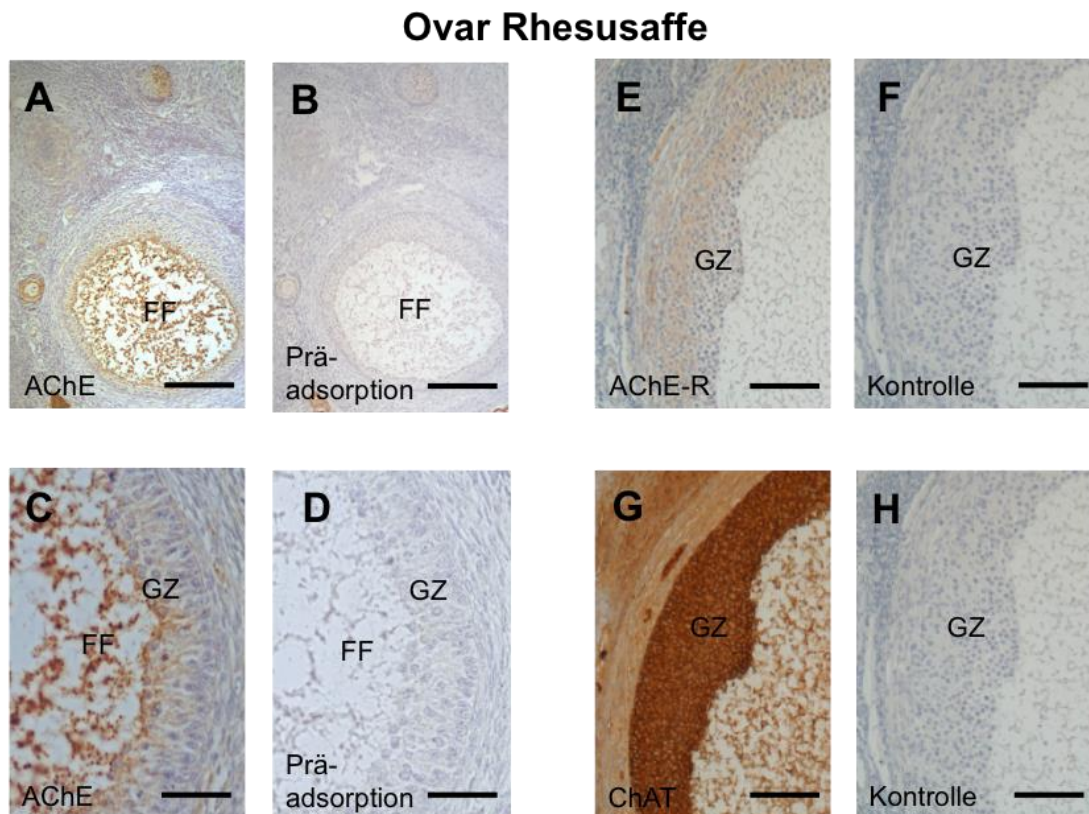 Ovar Rhesusaffe
A
FF
AChE
B
FF
Prä-
adsorption
E
GZ
AChE-R
F
GZ
Kontrolle
C
GZ
FF
AChE
D
GZ
FF
Prä-
adsorption
G
GZ
ChAT
H
GZ
Kontrolle